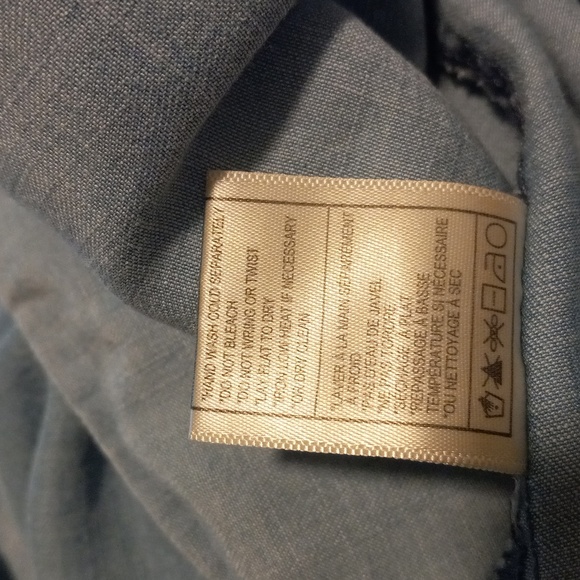 *HAND WASH COLD SEPARATELY
*DO NOT BLEACH
*DO NOT WRING OR TWIST
*LAY FLAT TO DRY
*IRON LOW HEAT IF NECESSARY
*OR DRY CLEAN
*LAVER À LA MAIN SÉPARÉMENT
À FROID
*PAS D'EAU DE JAVEL
*NE PAS TORDRE
*SÉCHAGE À PLAT
*REPASSAGE À BASSE
TEMPÉRATURE SI NÉCESSAIRE
*OU NETTOYAGE À SEC